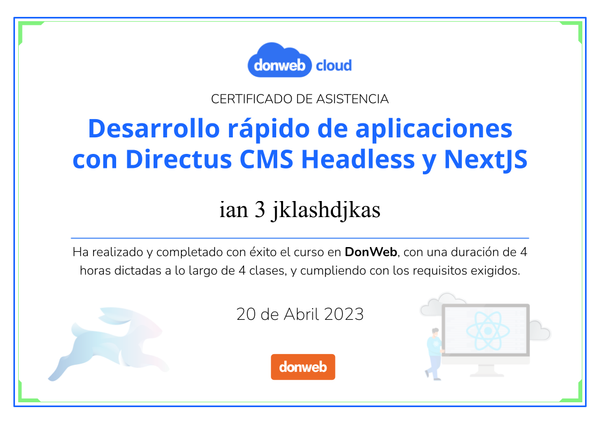 donweb cloud
CERTIFICADO DE ASISTENCIA
Desarrollo rápido de aplicaciones
con Directus CMS Headless y NextJS
ian 3 jklashdjkas
Ha realizado y completado con éxito el curso en DonWeb, con una duración de 4
horas dictadas a lo largo de 4 clases, y cumpliendo con los requisitos exigidos.
20 de Abril 2023
donweb